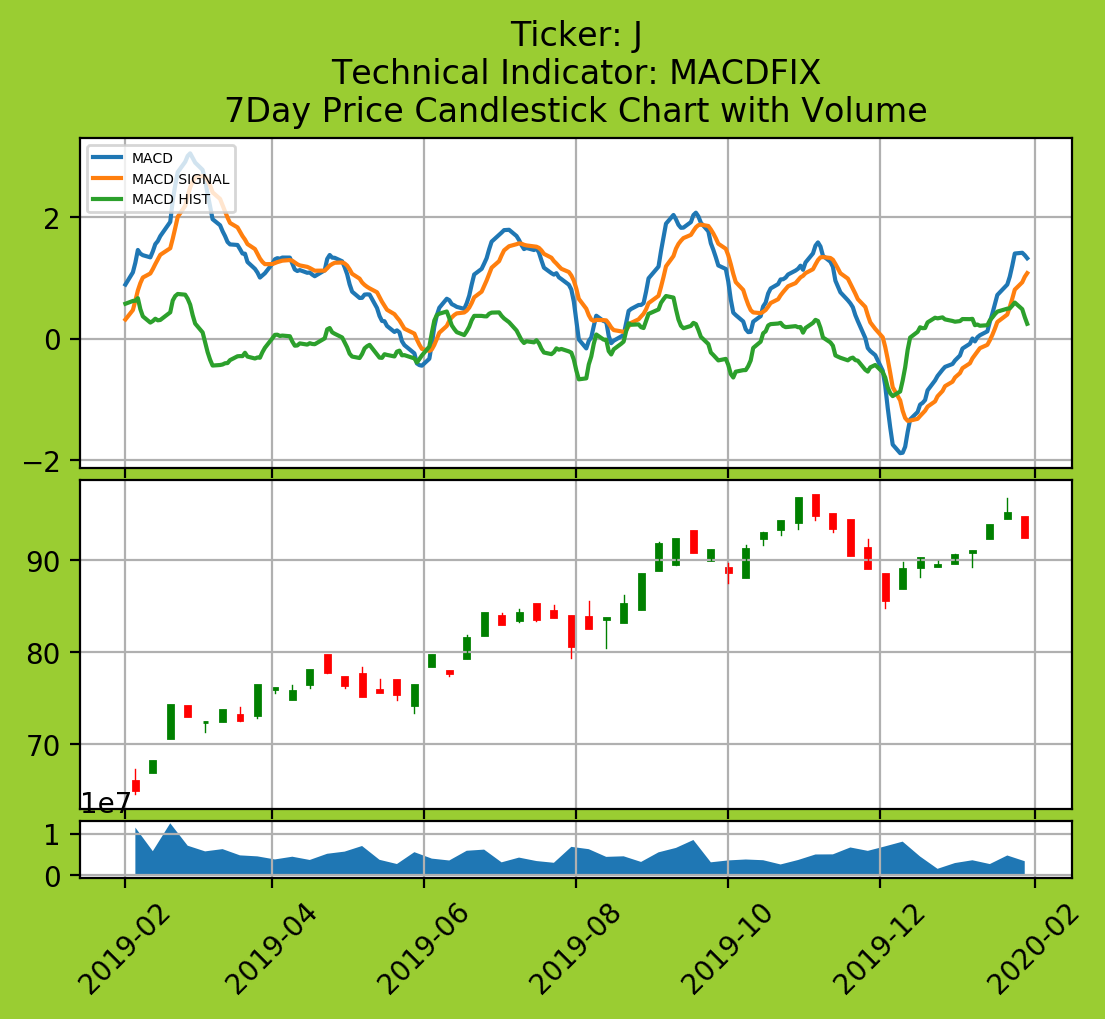 Ticker: J
Technical Indicator: MACDFIX
7Day Price Candlestick Chart with Volume
MACD
MACD SIGNAL
MACD HIST
2
0
−2
90
80
70
1e7
1
0
2019-02
2019-04
2019-06
2019-08
2019-10
2019-12
2020-02